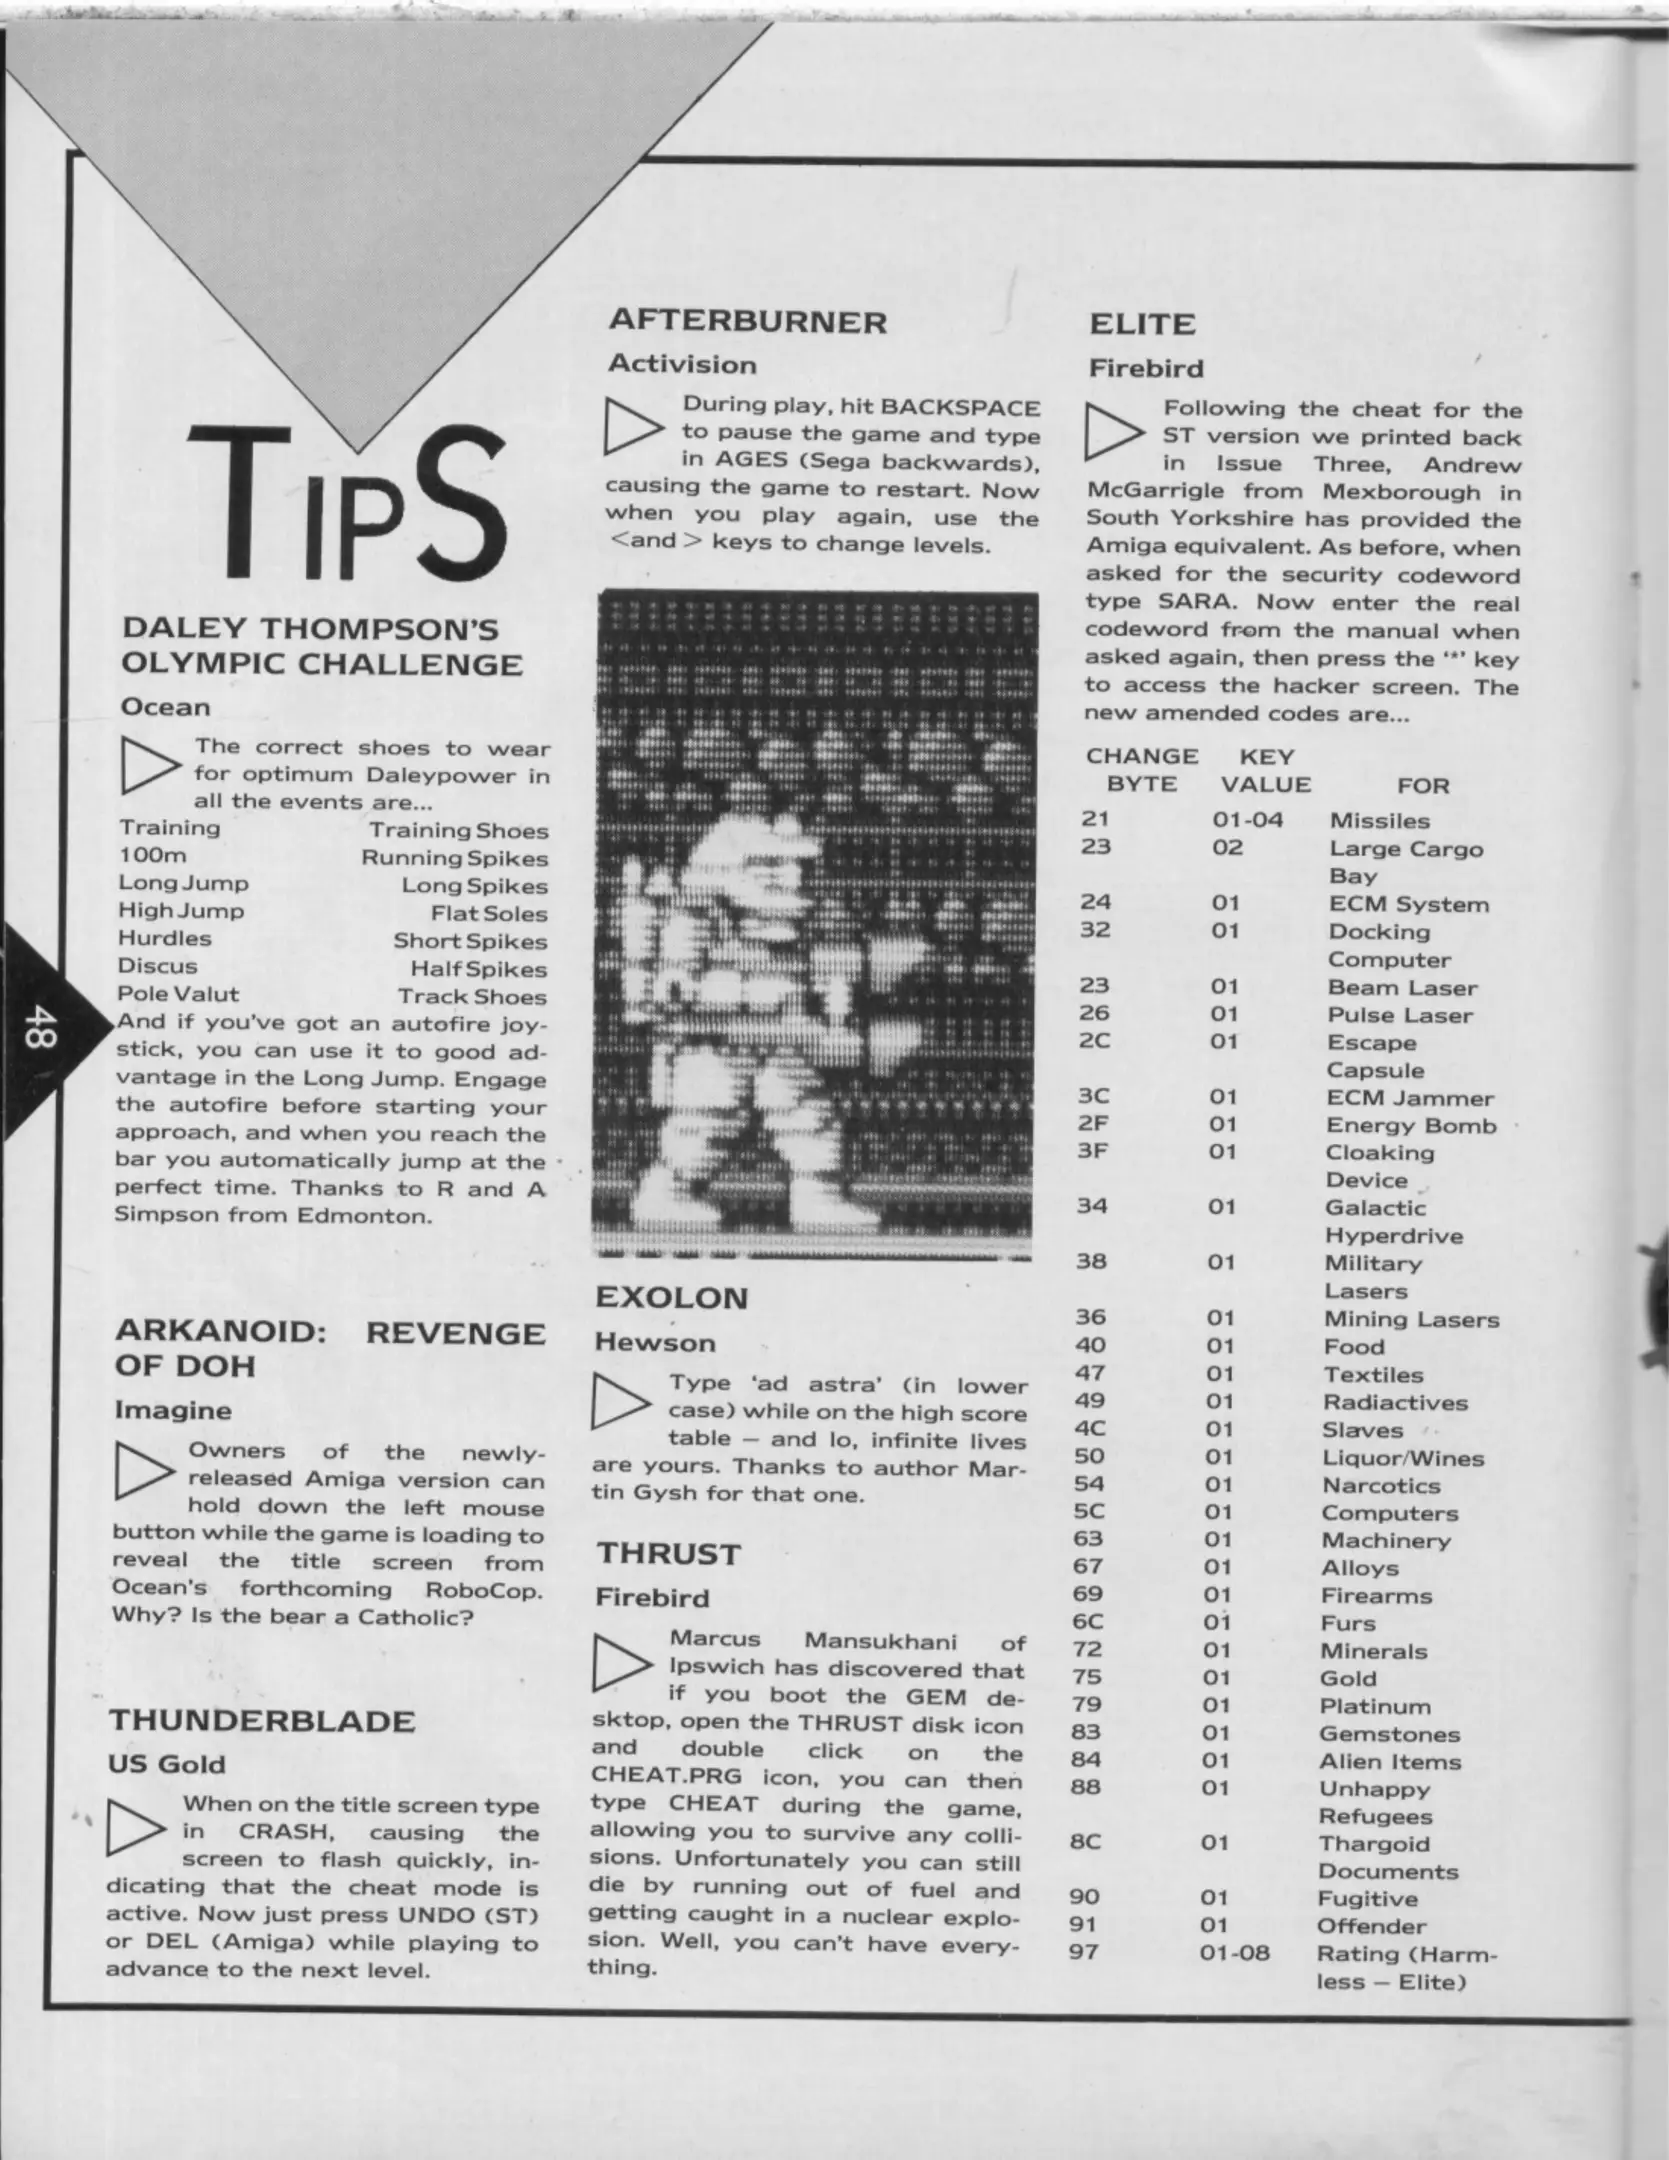 TIPS
DALEY THOMPSON'S
OLYMPIC CHALLENGE
Ocean
The correct shoes to wear
for optimum Daleypower in
all the events are...
Training Training Shoes
100m Running Spikes
Long Jump Long Spikes
High Jump Flat Soles
Hurdles Short Spikes
Discus Half Spikes
Pole Valut Track Shoes
And if you've got an autofire joy-
stick, you can use it to good ad-
vantage in the Long Jump. Engage
the autofire before starting your
approach, and when you reach the
bar you automatically jump at the
perfect time. Thanks to R and A
Simpson from Edmonton.
ARKANOID: REVENGE
OF DOH
Imagine
Owners of the newly-
released Amiga version can
hold down the left mouse
button while the game is loading to
reveal the title screen from
Ocean's forthcoming RoboCop.
Why? Is the bear a Catholic?
THUNDERBLADE
US Gold
When on the title screen type
in CRASH, causing the
screen to flash quickly, in-
dicating that the cheat mode is
active. Now just press UNDO (ST)
or DEL (Amiga) while playing to
advance to the next level.
AFTERBURNER
Activision
During play, hit BACKSPACE
to pause the game and type
in AGES (Sega backwards),
causing the game to restart. Now
when you play again, use the
<and > keys to change levels.
EXOLON
Hewson
Type 'ad astra' (in lower
case) while on the high score
table – and lo, infinite lives
are yours. Thanks to author Mar-
tin Gysh for that one.
THRUST
Firebird
Marcus Mansukhani of
Ipswich has discovered that
if you boot the GEM de-
sktop, open the THRUST disk icon
and double click on the
CHEAT.PRG icon, you can then
type CHEAT during the game,
allowing you to survive any colli-
sions. Unfortunately you can still
die by running out of fuel and
getting caught in a nuclear explo-
sion. Well, you can't have every-
thing.
ELITE
Firebird
Following the cheat for the
ST version we printed back
in Issue Three, Andrew
McGarrigle from Mexborough in
South Yorkshire has provided the
Amiga equivalent. As before, when
asked for the security codeword
type SARA. Now enter the real
codeword from the manual when
asked again, then press the '*' key
to access the hacker screen. The
new amended codes are...
CHANGE KEY
BYTE VALUE FOR
21 01-04 Missiles
23 02 Large Cargo
Bay
24 01 ECM System
32 01 Docking
Computer
23 01 Beam Laser
26 01 Pulse Laser
2C 01 Escape
Capsule
3C 01 ECM Jammer
2F 01 Energy Bomb
3F 01 Cloaking
Device
34 01 Galactic
Hyperdrive
38 01 Military
Lasers
36 01 Mining Lasers
40 01 Food
47 01 Textiles
49 01 Radiactives
4C 01 Slaves
50 01 Liquor/Wines
54 01 Narcotics
5C 01 Computers
63 01 Machinery
67 01 Alloys
69 01 Firearms
6C 01 Furs
72 01 Minerals
75 01 Gold
79 01 Platinum
83 01 Gemstones
84 01 Alien Items
88 01 Unhappy
Refugees
8C 01 Thargoid
Documents
90 01 Fugitive
91 01 Offender
97 01-08 Rating (Harm-
less – Elite)
48